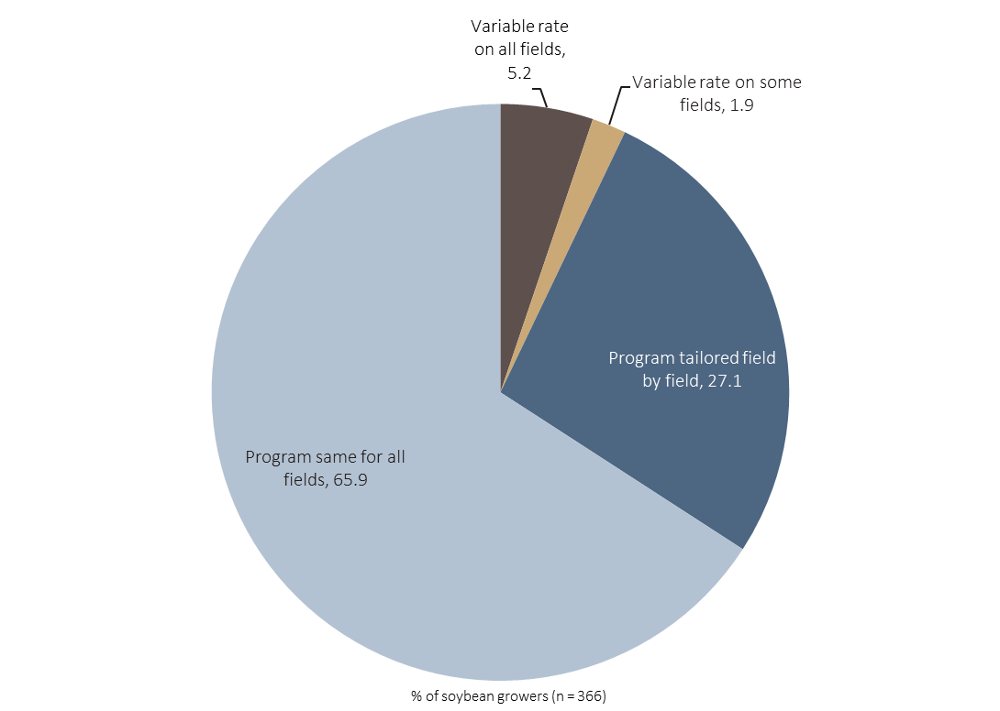 Variable rate
on all fields,
5.2
Variable rate on some
fields, 1.9
Program tailored field
by field, 27.1
Program same for all
fields, 65.9
% of soybean growers (n = 366)